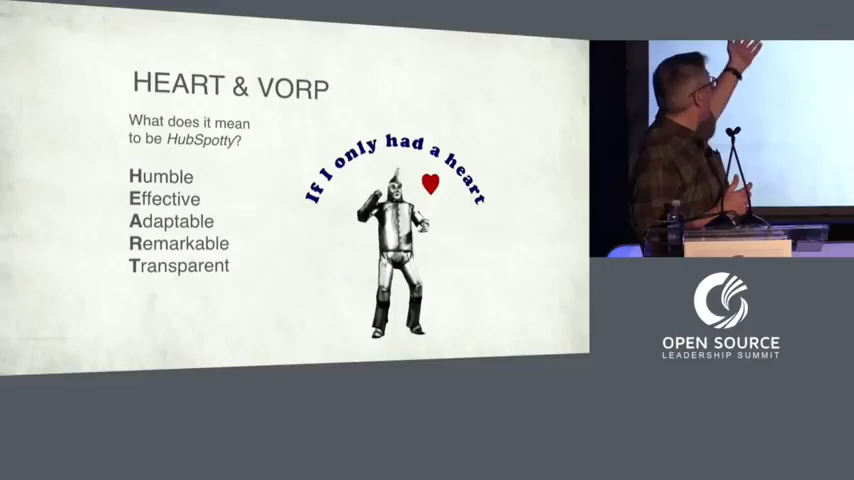 HEART & VORP
What does it mean
to be HubSpotty?
Humble
Effective
Adaptable
Remarkable
Transparent
If I only had a heart
OPEN SOURCE
LEADERSHIP SUMMIT